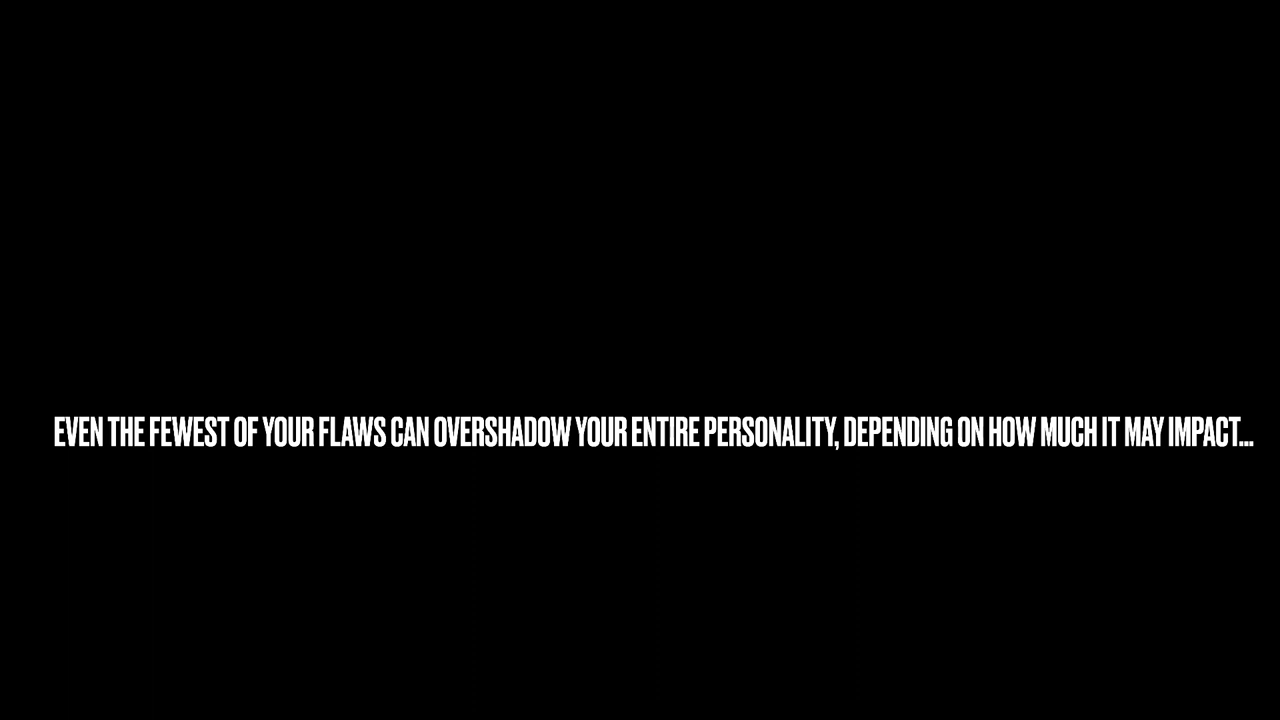 EVEN THE FEWEST OF YOUR FLAWS CAN OVERSHADOW YOUR ENTIRE PERSONALITY, DEPENDING ON HOW MUCH IT MAY IMPACT...